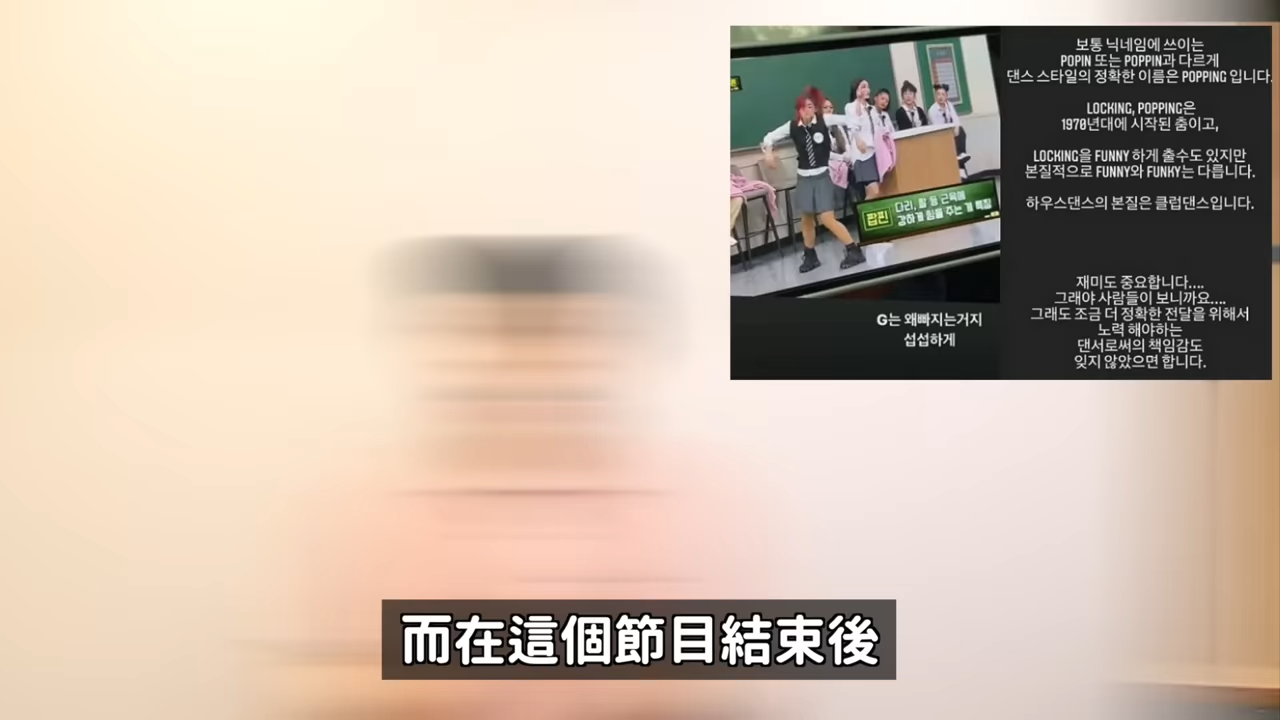 보통 닉네임에 쓰이는
POPIN 또는 POPPIN과 다르게
댄스 스타일의 정확한 이름은 POPPING 입니다.
LOCKING, POPPING은
1970년대에 시작된 춤이고,
LOCKING을 FUNNY 하게 출수도 있지만
본질적으로 FUNNY와 FUNKY는 다릅니다.
하우스댄스의 본질은 클럽댄스입니다.
재미도 중요합니다....
그래야 사람들이 보니까요....
그래도 조금 더 정확한 전달을 위해서
노력 해야하는
댄서로써의 책임감도
잊지 않았으면 합니다.
팝핀
다리, 팔 등 근육에
강하게 힘을 주는 게 특징
G는 왜빠지는거지
섭섭하게
而在這個節目結束後